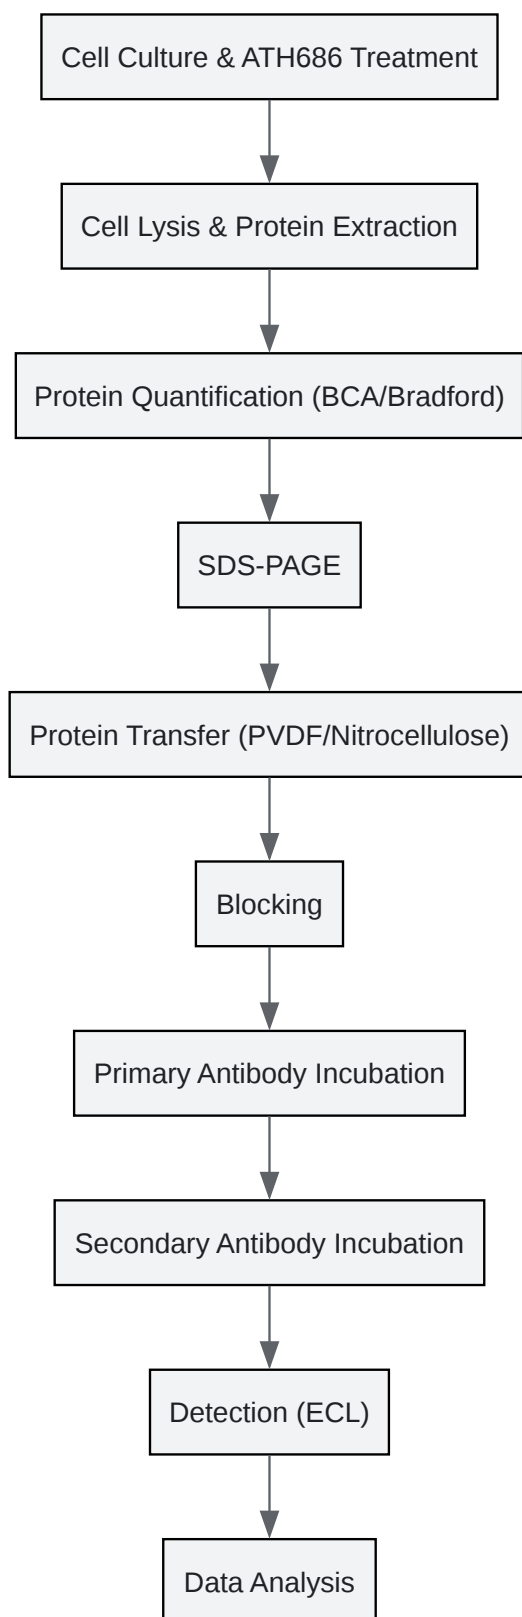 Cell Culture & ATH686 Treatment
Cell Lysis & Protein Extraction
Protein Quantification (BCA/Bradford)
SDS-PAGE
Protein Transfer (PVDF/Nitrocellulose)
Blocking
Primary Antibody Incubation
Secondary Antibody Incubation
Detection (ECL)
Data Analysis